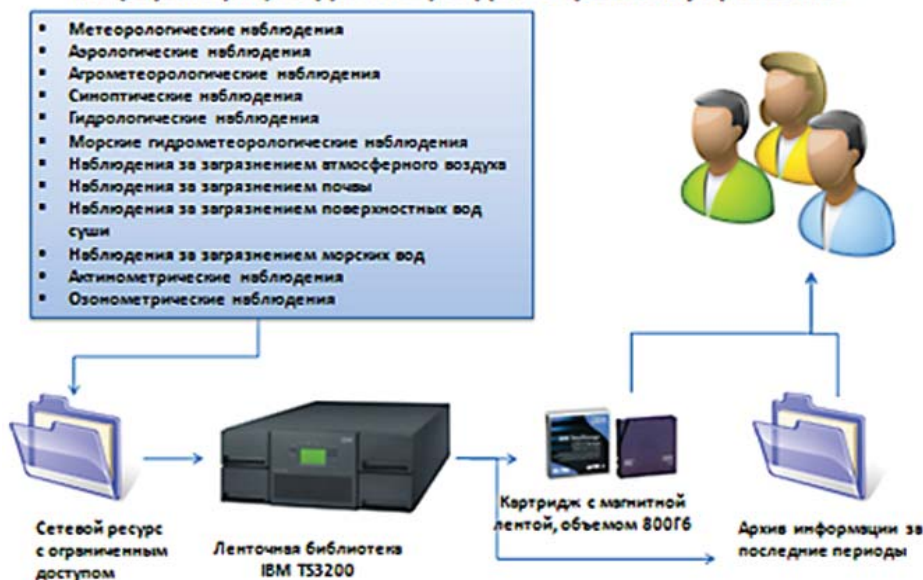 Метеорологические наблюдения
Аэрологические наблюдения
Агрометеорологические наблюдения
Синоптические наблюдения
Гидрологические наблюдения
Морские гидрометеорологические наблюдения
Наблюдения за загрязнением атмосферного воздуха
Наблюдения за загрязнением почвы
Наблюдения за загрязнением поверхностных вод
суши
Наблюдения за загрязнением морских вод
Актинометрические наблюдения
Озонометрические наблюдения
Сетевой ресурс
с ограниченным
доступом
Ленточная библиотека
IBM TS3200
Картридж с магнитной
лентой, объемом 800Гб
Архив информации за
последние периоды